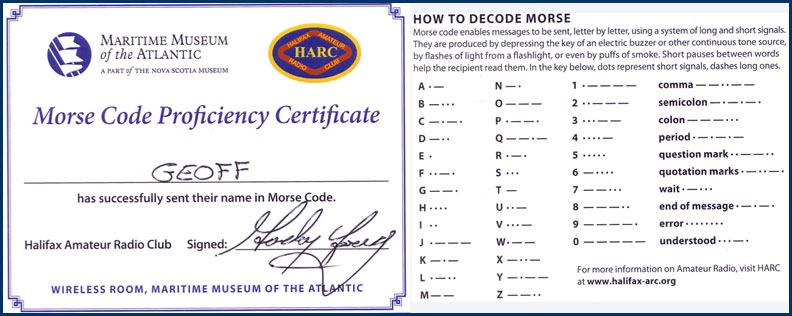 MARITIME MUSEUM
of the ATLANTIC
A PART OF THE NOVA SCOTIA MUSEUM
HALIFAX AMATEUR
HARC
RADIO CLUB
Morse Code Proficiency Certificate
GEOFF
has successfully sent their name in Morse Code.
Halifax Amateur Radio Club Signed:
WIRELESS ROOM, MARITIME MUSEUM OF THE ATLANTIC
HOW TO DECODE MORSE
Morse code enables messages to be sent, letter by letter, using a system of long and short signals.
They are produced by depressing the key of an electric buzzer or other continuous tone source,
by flashes of light from a flashlight, or even by puffs of smoke. Short pauses between words
help the recipient read them. In the key below, dots represent short signals, dashes long ones.
A ·— N —· 1 ·———— comma ——··——
B —··· O ——— 2 ··——— semicolon —·—·—·
C —·—· P ·——· 3 ···—— colon ———···
D —·· Q ——·— 4 ····— period ·—·—·—
E · R ·—· 5 ····· question mark ··——··
F ··—· S ··· 6 —···· quotation marks ·—··—·
G ——· T — 7 ——··· wait ·—···
H ···· U ··— 8 ———·· end of message ·—·—·
I ·· V ···— 9 ————· error ········
J ·——— W ·—— 0 ————— understood ···—·
K —·— X —··—
L ·—·· Y —·——
M —— Z ——··
For more information on Amateur Radio, visit HARC
at www.halifax-arc.org